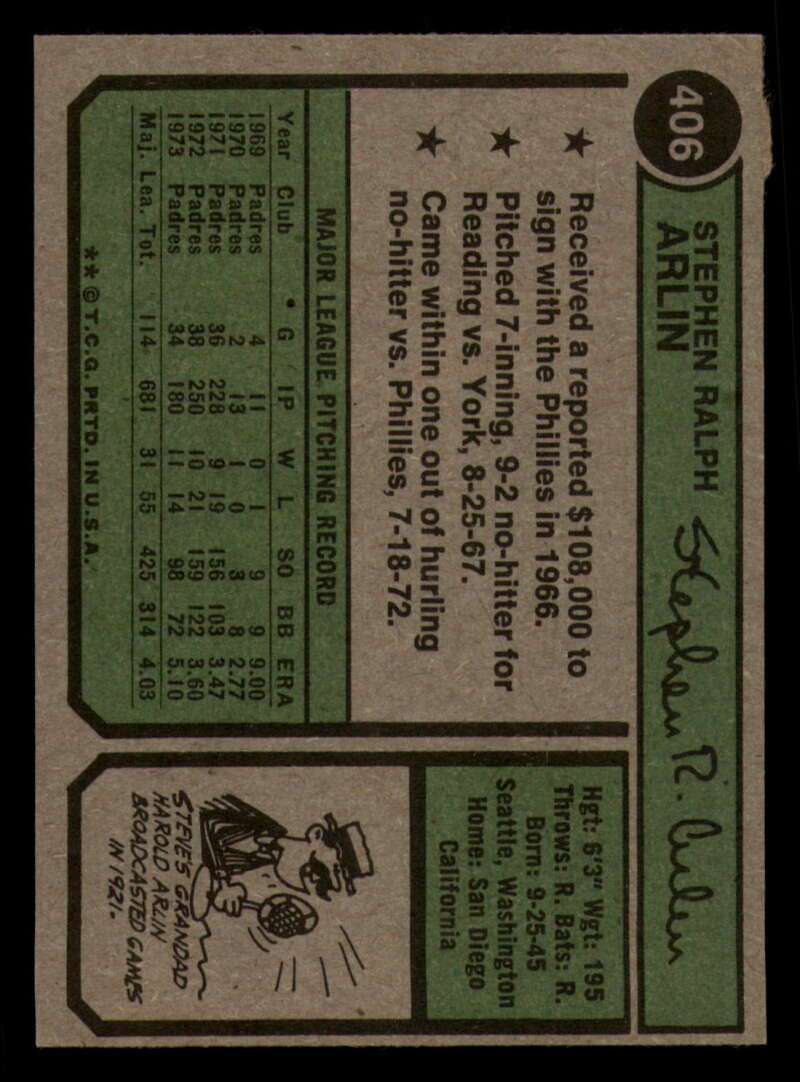 406
STEPHEN RALPH
ARLIN
Stephen R. Arlin
★ Received a reported $108,000 to
sign with the Phillies in 1966.
★ Pitched 7-inning, 9-2 no-hitter for
Reading vs. York, 8-25-67.
★ Came within one out of hurling
no-hitter vs. Phillies, 7-18-72.
MAJOR LEAGUE PITCHING RECORD
Year Club G IP W L SO BB ERA
1969 Padres 4 11 0 1 9 9 9.00
1970 Padres 2 13 1 0 3 8 2.77
1971 Padres 36 228 9 19 156 103 3.47
1972 Padres 38 250 10 21 159 122 3.60
1973 Padres 34 180 11 14 98 72 5.10
Maj. Lea. Tot. 114 681 31 55 425 314 4.03
**©T.C.G. PRTD. IN U.S.A.
Hgt: 6'3" Wgt: 195
Throws: R. Bats: R.
Born: 9-25-45
Seattle, Washington
Home: San Diego
California
STEVE'S GRANDAD
HAROLD ARLIN
BROADCASTED GAMES
IN 1921.